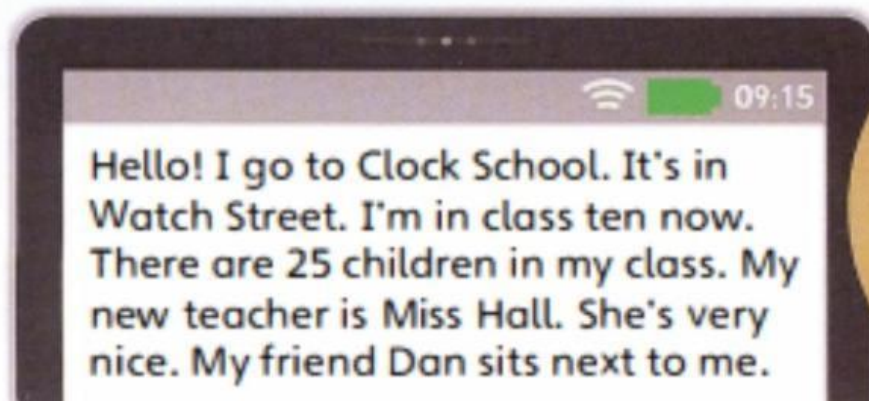 09:15
Hello! I go to Clock School. It's in
Watch Street. I'm in class ten now.
There are 25 children in my class. My
new teacher is Miss Hall. She's very
nice. My friend Dan sits next to me.